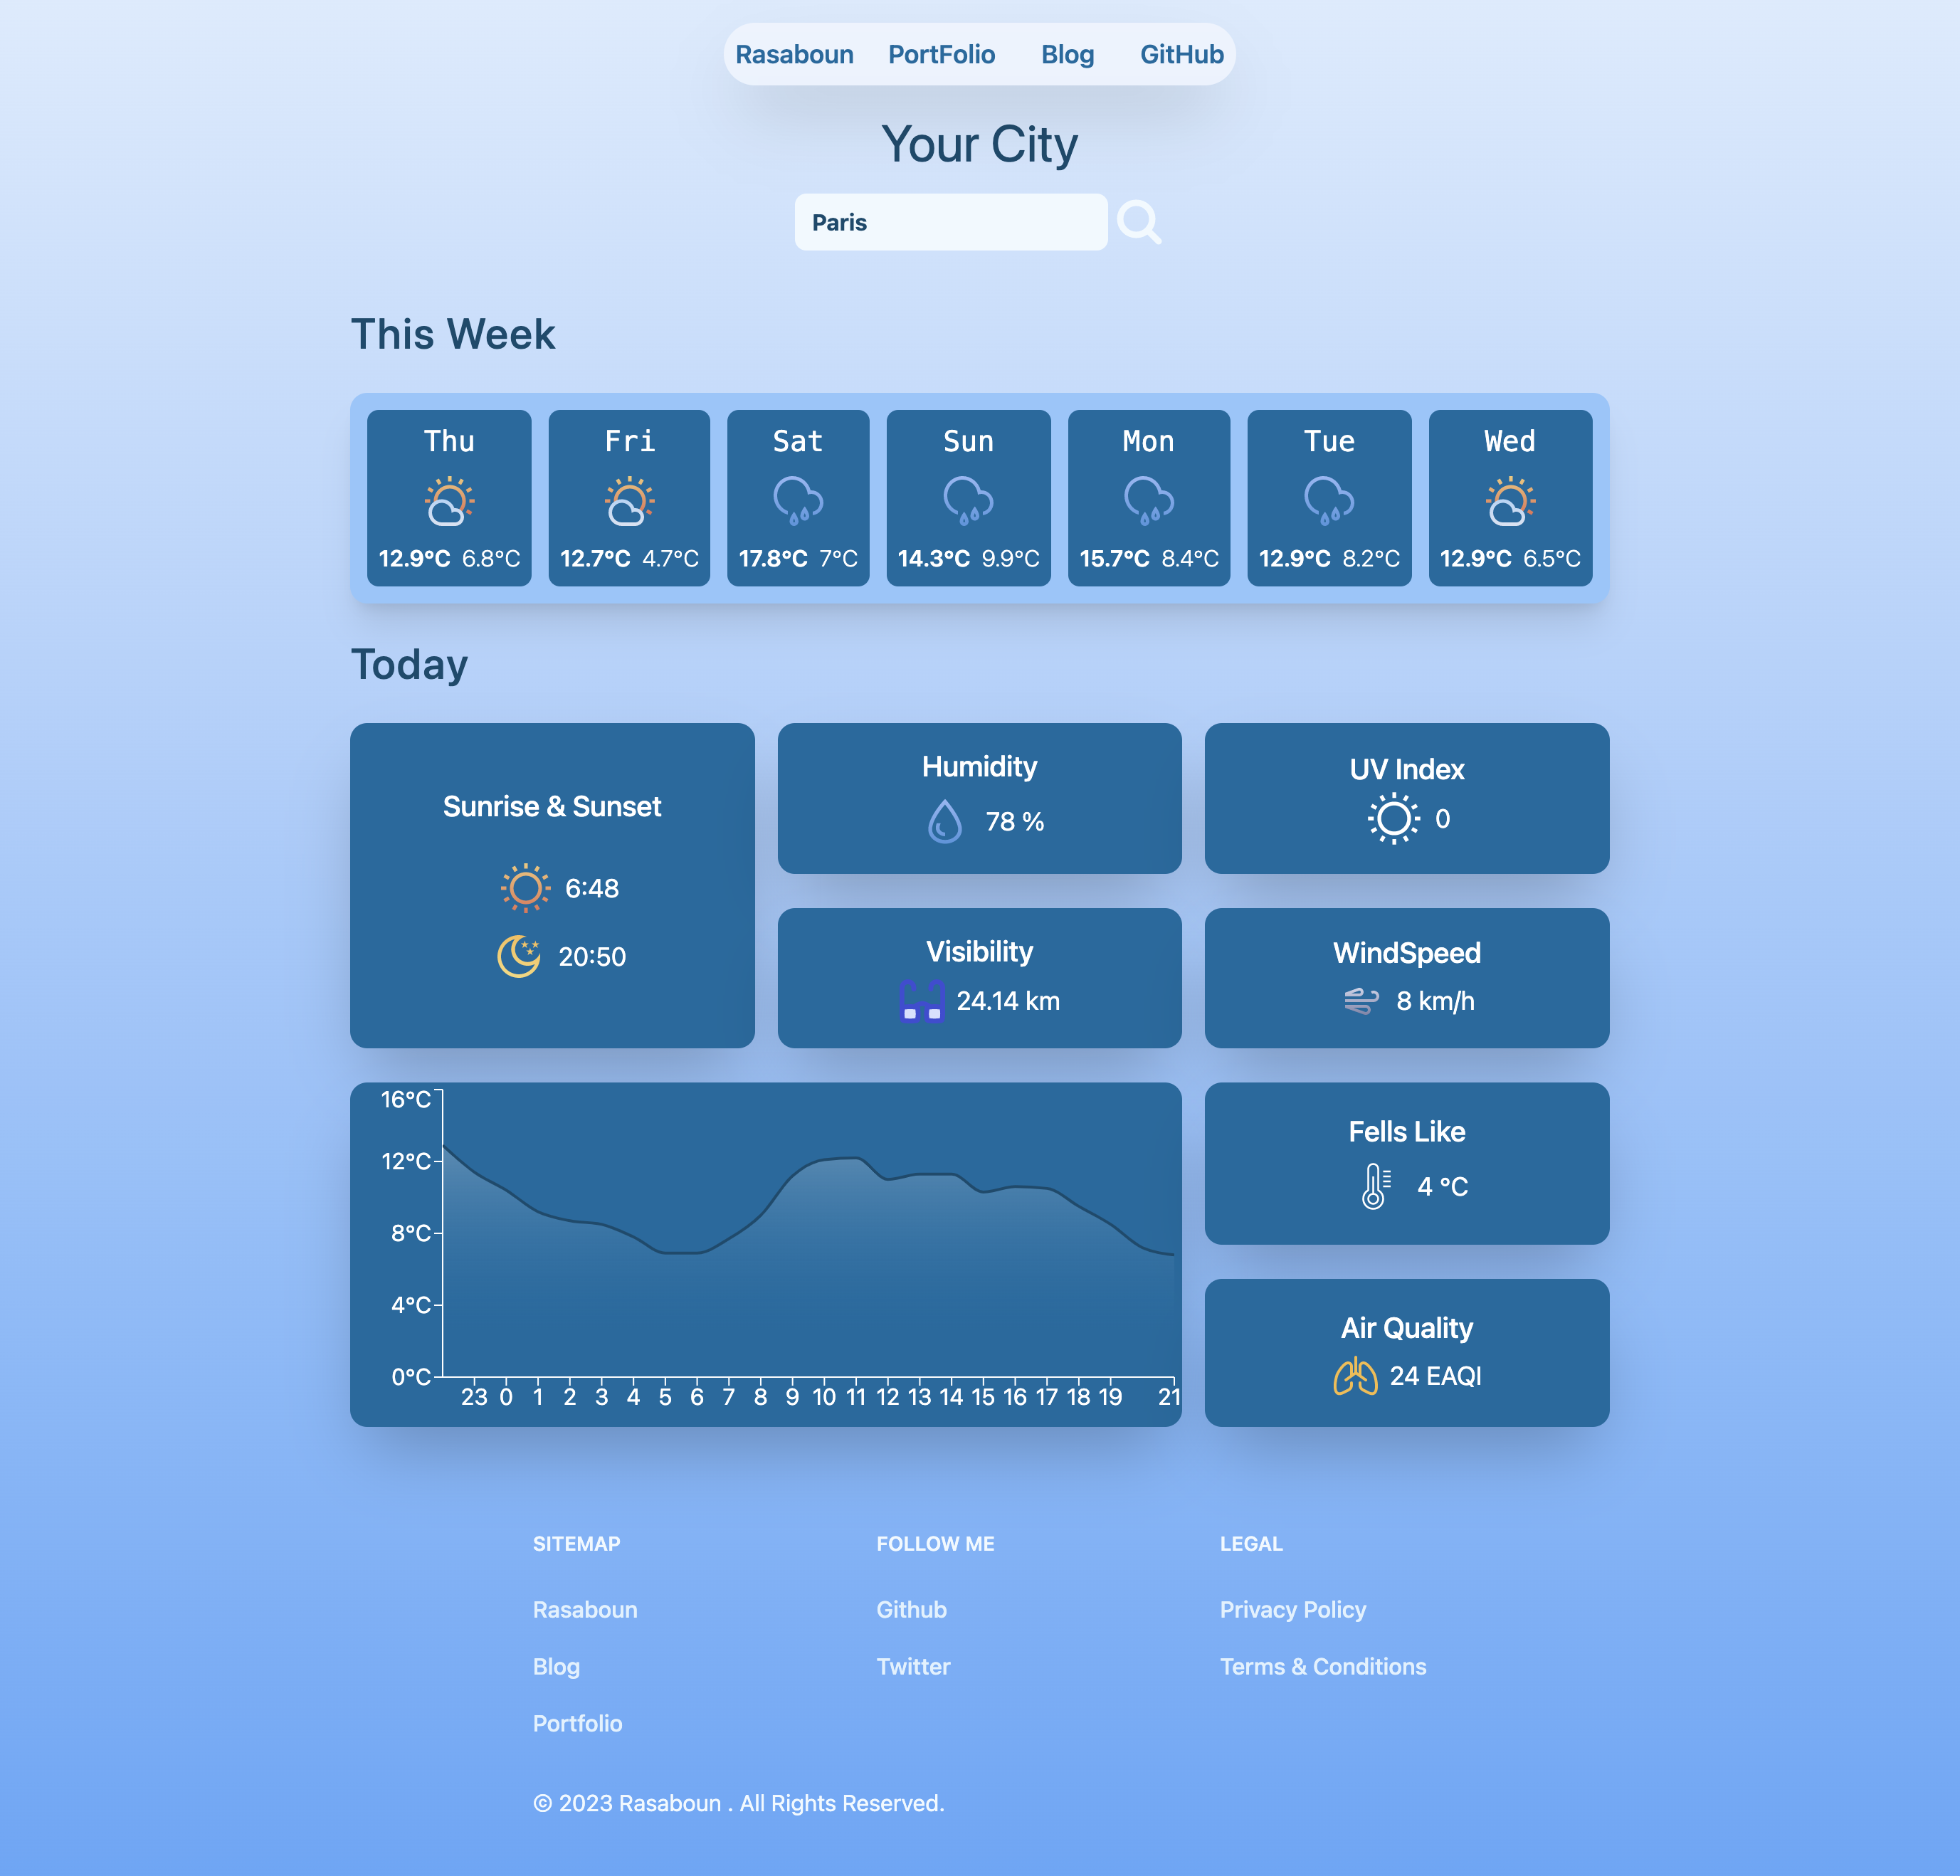 Rasaboun PortFolio Blog GitHub
Your City
Paris
This Week
Thu Fri Sat Sun Mon Tue Wed
12.9°C 6.8°C 12.7°C 4.7°C 17.8°C 7°C 14.3°C 9.9°C 15.7°C 8.4°C 12.9°C 8.2°C 12.9°C 6.5°C
Today
Sunrise & Sunset
6:48
20:50
Humidity
78 %
UV Index
0
Visibility
24.14 km
WindSpeed
8 km/h
16°C
12°C
8°C
4°C
0°C
23 0 1 2 3 4 5 6 7 8 9 10 11 12 13 14 15 16 17 18 19 21
Fells Like
4 °C
Air Quality
24 EAQI
SITEMAP
Rasaboun
Blog
Portfolio
FOLLOW ME
Github
Twitter
LEGAL
Privacy Policy
Terms & Conditions
© 2023 Rasaboun . All Rights Reserved.